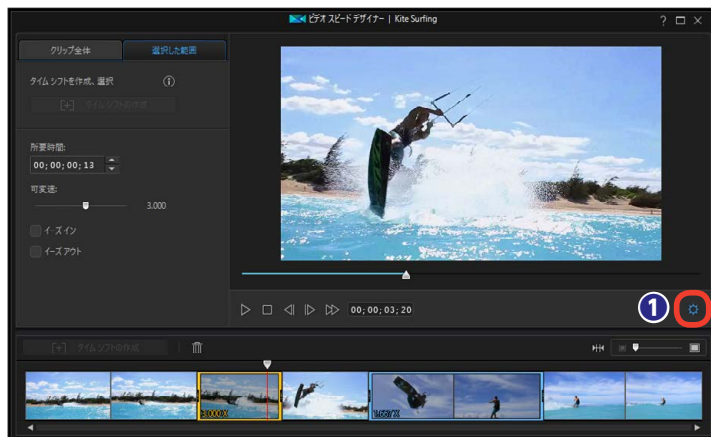 ビデオ スピード デザイナー | Kite Surfing
?
クリップ全体
選択した範囲
タイム シフトを作成、選択
[+] タイム シフトの作成
所要時間:
00;00;00;13
可変速:
3.000
イーズ イン
イーズ アウト
00;00;03;20
1
[+] タイム シフトの作成
3.000 X
1.667 X